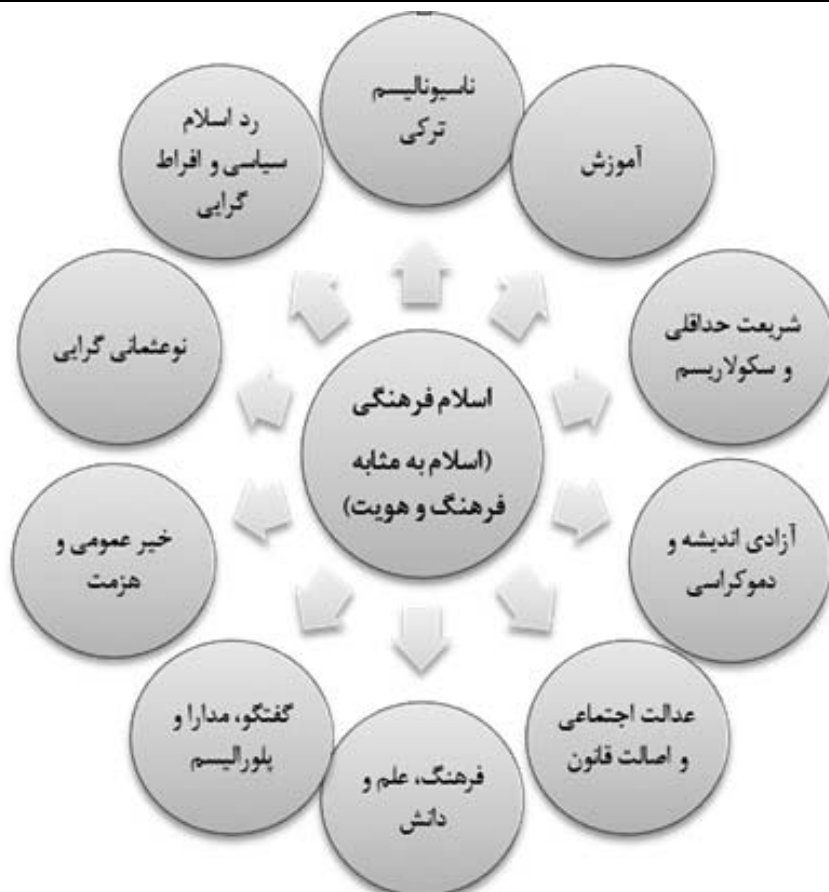 ناسیونالیسم
ترکی
آموزش
شریعت حداقلی
و سکولاریسم
آزادی اندیشه و
دموکراسی
عدالت اجتماعی
و اصالت قانون
فرهنگ، علم و
دانش
گفتگو، مدارا و
پلورالیسم
خیر عمومی و
هزمت
نوعثمانی گرایی
رد اسلام
سیاسی و افراط
گرایی
اسلام فرهنگی
(اسلام به مثابه
فرهنگ و هویت)